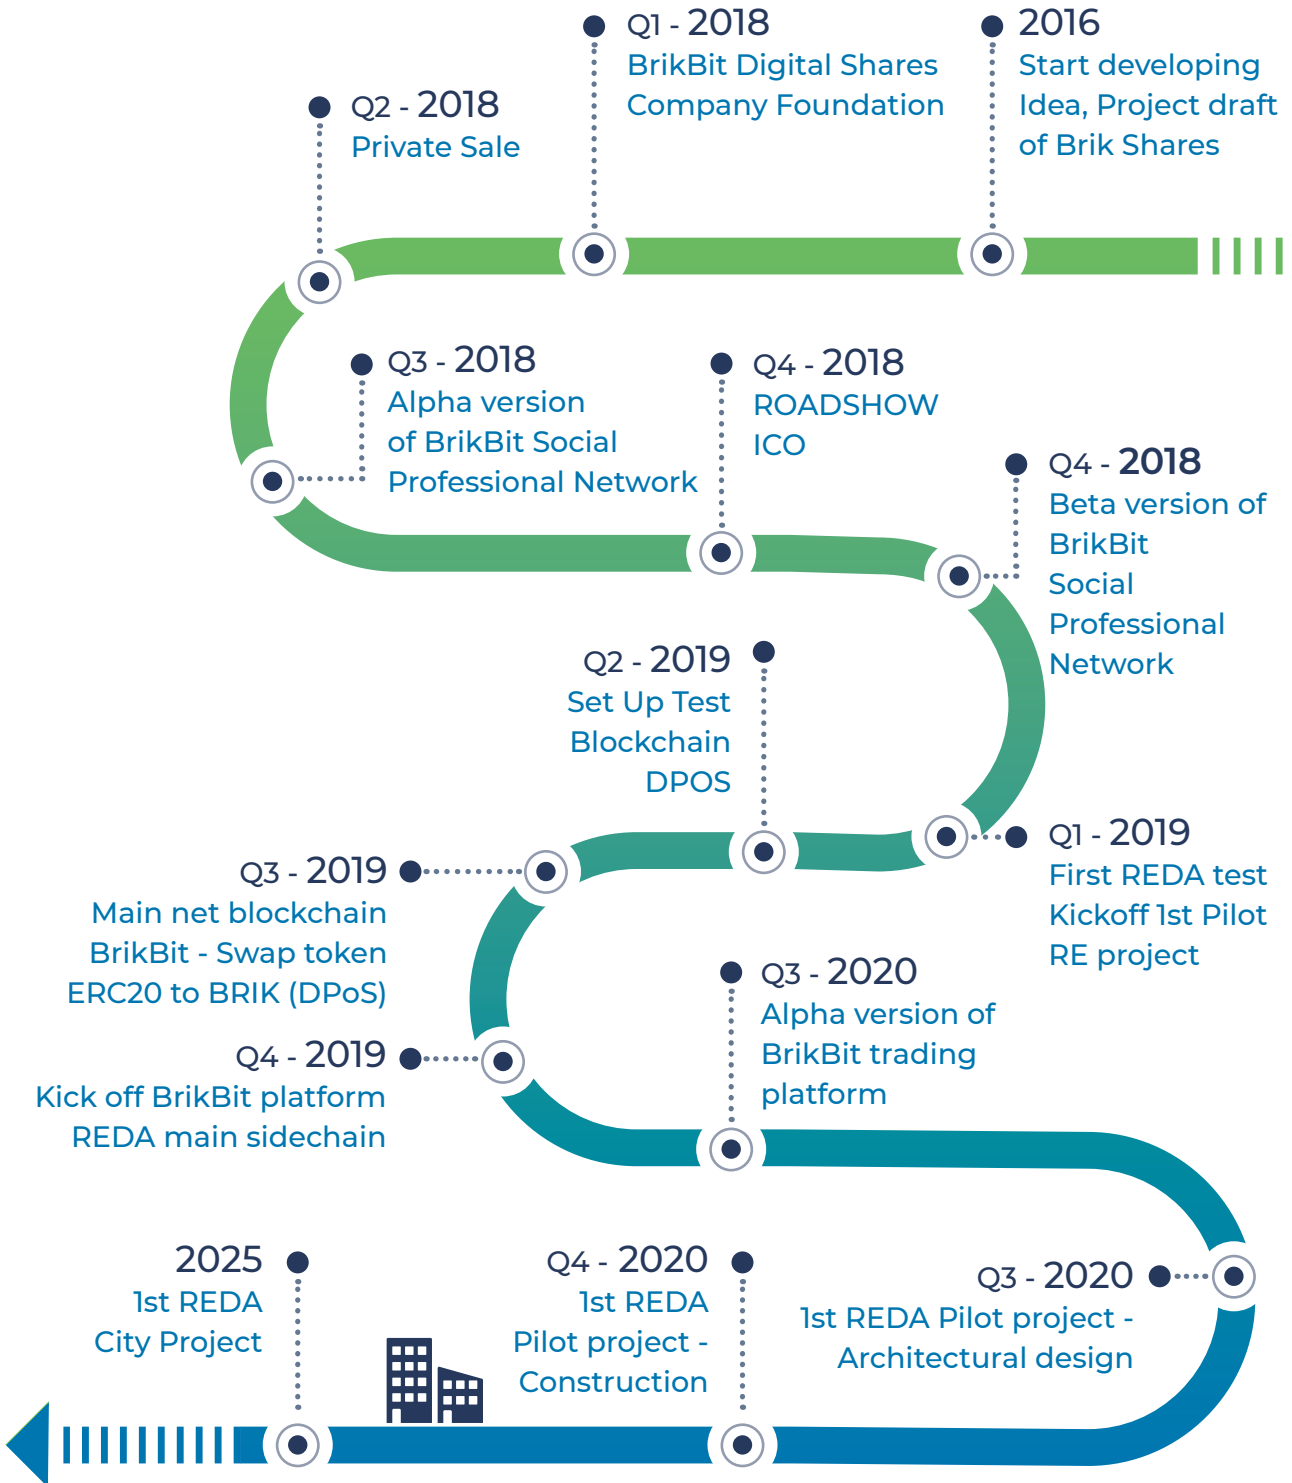 2016
Start developing
Idea, Project draft
of Brik Shares
Q1 - 2018
BrikBit Digital Shares
Company Foundation
Q2 - 2018
Private Sale
Q3 - 2018
Alpha version
of BrikBit Social
Professional Network
Q4 - 2018
ROADSHOW
ICO
Q4 - 2018
Beta version of
BrikBit
Social
Professional
Network
Q1 - 2019
First REDA test
Kickoff 1st Pilot
RE project
Q2 - 2019
Set Up Test
Blockchain
DPOS
Q3 - 2019
Main net blockchain
BrikBit - Swap token
ERC20 to BRIK (DPoS)
Q4 - 2019
Kick off BrikBit platform
REDA main sidechain
Q3 - 2020
Alpha version of
BrikBit trading
platform
Q3 - 2020
1st REDA Pilot project -
Architectural design
Q4 - 2020
1st REDA
Pilot project -
Construction
2025
1st REDA
City Project